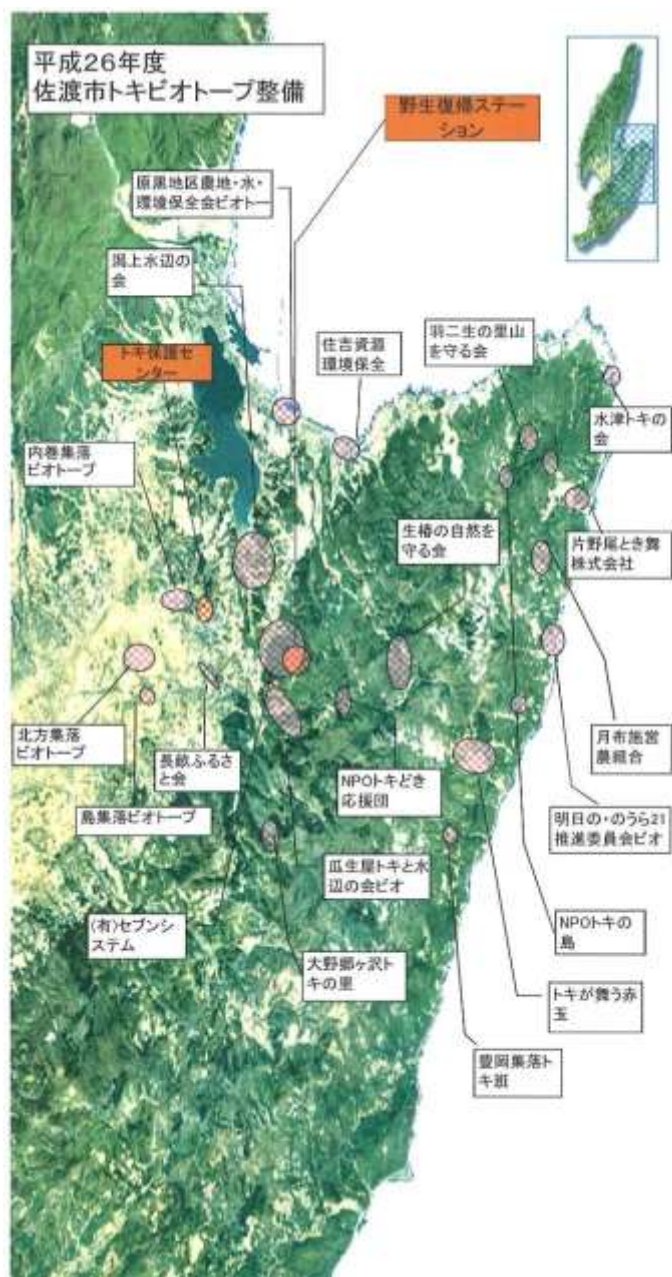 平成26年度
佐渡市トキビオトープ整備
野生復帰ステー
ション
原黒地区農地・水・
環境保全会ビオトー
潟上水辺の
会
住吉資源
環境保全
羽二生の里山
を守る会
トキ保護セ
ンター
水津トキの
会
内巻集落
ビオトープ
生椿の自然を
守る会
片野尾とき舞
株式会社
北方集落
ビオトープ
長畝ふるさ
と会
NPOトキどき
応援団
月布施営
農組合
島集落ビオトープ
明日の・のうら21
推進委員会ビオ
瓜生屋トキと水
辺の会ビオ
(有)セブンシ
ステム
大野郷ヶ沢ト
キの里
NPOトキの
島
トキが舞う赤
玉
豊岡集落ト
キ班